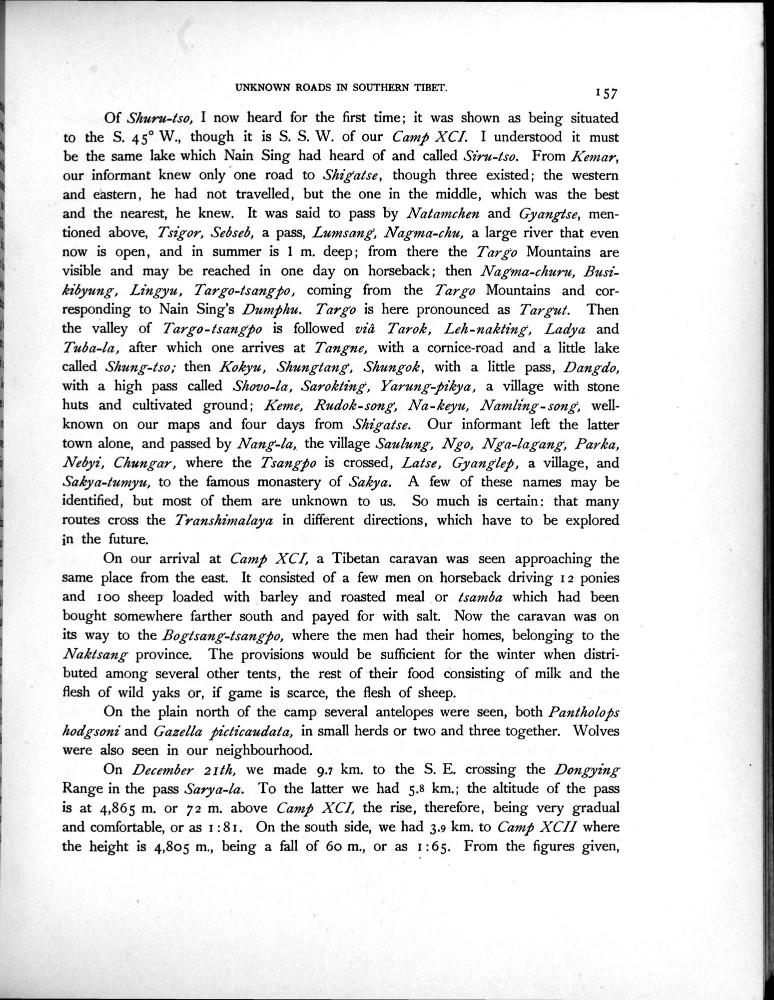 UNKNOWN ROADS IN SOUTHERN TIBET.
157
Of Shuru-tso, I now heard for the first time; it was shown as being situated
to the S. 45° W., though it is S. S. W. of our Camp XCI. I understood it must
be the same lake which Nain Sing had heard of and called Siru-tso. From Kemar,
our informant knew only one road to Shigatse, though three existed; the western
and eastern, he had not travelled, but the one in the middle, which was the best
and the nearest, he knew. It was said to pass by Natamchen and Gyangtse, men-
tioned above, Tsigor, Sebseb, a pass, Lumsang, Nagma-chu, a large river that even
now is open, and in summer is 1 m. deep; from there the Targo Mountains are
visible and may be reached in one day on horseback; then Nagma-churu, Busi-
kibyung, Lingyu, Targo-tsangpo, coming from the Targo Mountains and cor-
responding to Nain Sing's Dumphu. Targo is here pronounced as Targut. Then
the valley of Targo-tsangpo is followed viâ Tarok, Leh-nakting, Ladya and
Tuba-la, after which one arrives at Tangne, with a cornice-road and a little lake
called Shung-tso; then Kokyu, Shungtang, Shungok, with a little pass, Dangdo,
with a high pass called Shovo-la, Sarokting, Yarung-pikya, a village with stone
huts and cultivated ground; Keme, Rudok-song, Na-keyu, Namling-song, well-
known on our maps and four days from Shigatse. Our informant left the latter
town alone, and passed by Nang-la, the village Saulung, Ngo, Nga-lagang, Parka,
Nebyi, Chungar, where the Tsangpo is crossed, Latse, Gyanglep, a village, and
Sakya-tumyu, to the famous monastery of Sakya. A few of these names may be
identified, but most of them are unknown to us. So much is certain: that many
routes cross the Transhimalaya in different directions, which have to be explored
in the future.
On our arrival at Camp XCI, a Tibetan caravan was seen approaching the
same place from the east. It consisted of a few men on horseback driving 12 ponies
and 100 sheep loaded with barley and roasted meal or tsamba which had been
bought somewhere farther south and payed for with salt. Now the caravan was on
its way to the Bogtsang-tsangpo, where the men had their homes, belonging to the
Naktsang province. The provisions would be sufficient for the winter when distri-
buted among several other tents, the rest of their food consisting of milk and the
flesh of wild yaks or, if game is scarce, the flesh of sheep.
On the plain north of the camp several antelopes were seen, both Pantholops
hodgsoni and Gazella picticaudata, in small herds or two and three together. Wolves
were also seen in our neighbourhood.
On December 21th, we made 9.7 km. to the S. E. crossing the Dongying
Range in the pass Sarya-la. To the latter we had 5.8 km.; the altitude of the pass
is at 4,865 m. or 72 m. above Camp XCI, the rise, therefore, being very gradual
and comfortable, or as 1:81. On the south side, we had 3.9 km. to Camp XCII where
the height is 4,805 m., being a fall of 60 m., or as 1:65. From the figures given,